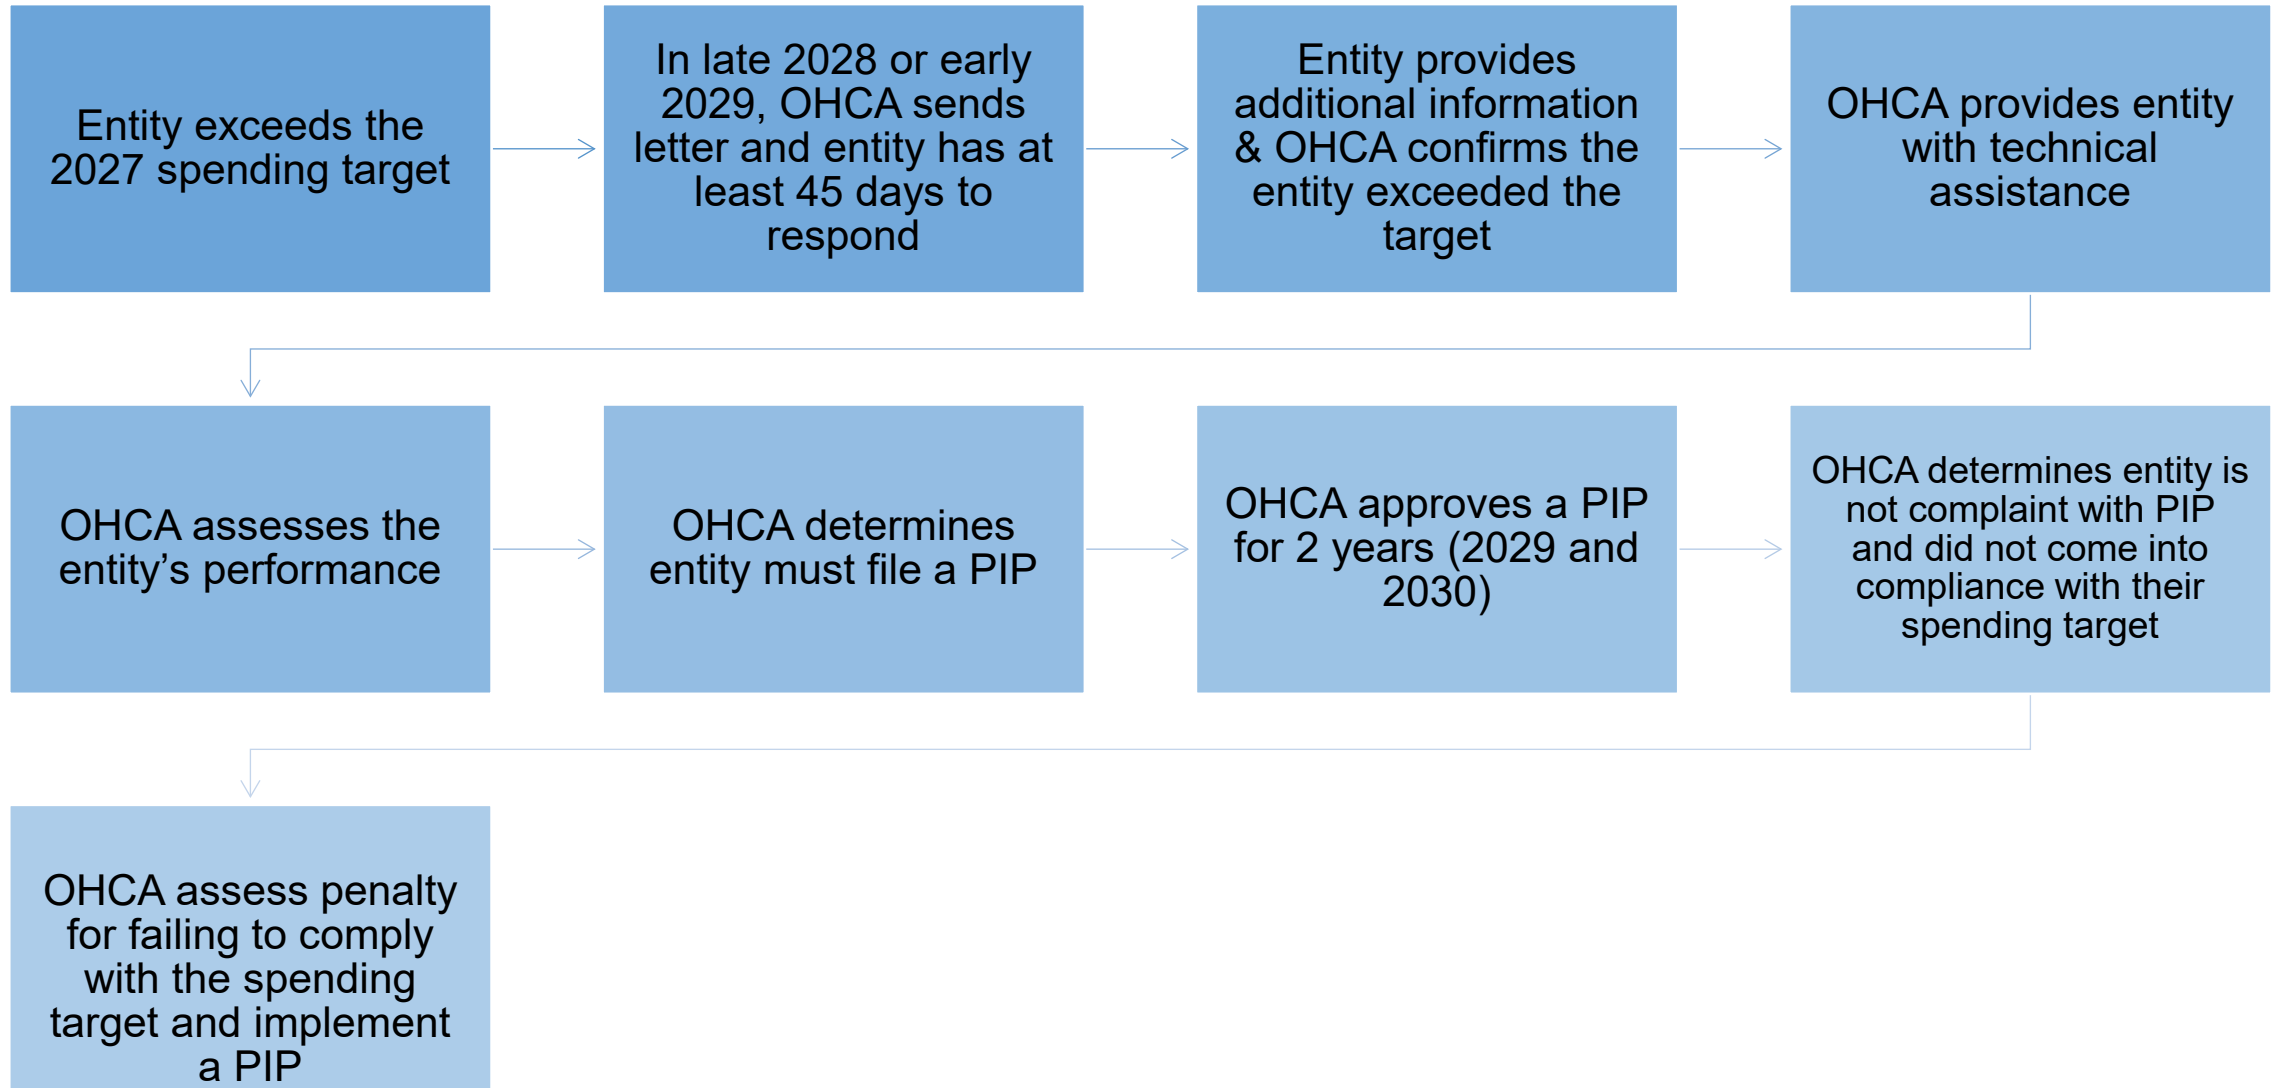 Entity exceeds the
2027 spending target
In late 2028 or early
2029, OHCA sends
letter and entity has at
least 45 days to
respond
Entity provides
additional information
& OHCA confirms the
entity exceeded the
target
OHCA provides entity
with technical
assistance
OHCA assesses the
entity’s performance
OHCA determines
entity must file a PIP
OHCA approves a PIP
for 2 years (2029 and
2030)
OHCA determines entity is
not complaint with PIP
and did not come into
compliance with their
spending target
OHCA assess penalty
for failing to comply
with the spending
target and implement
a PIP